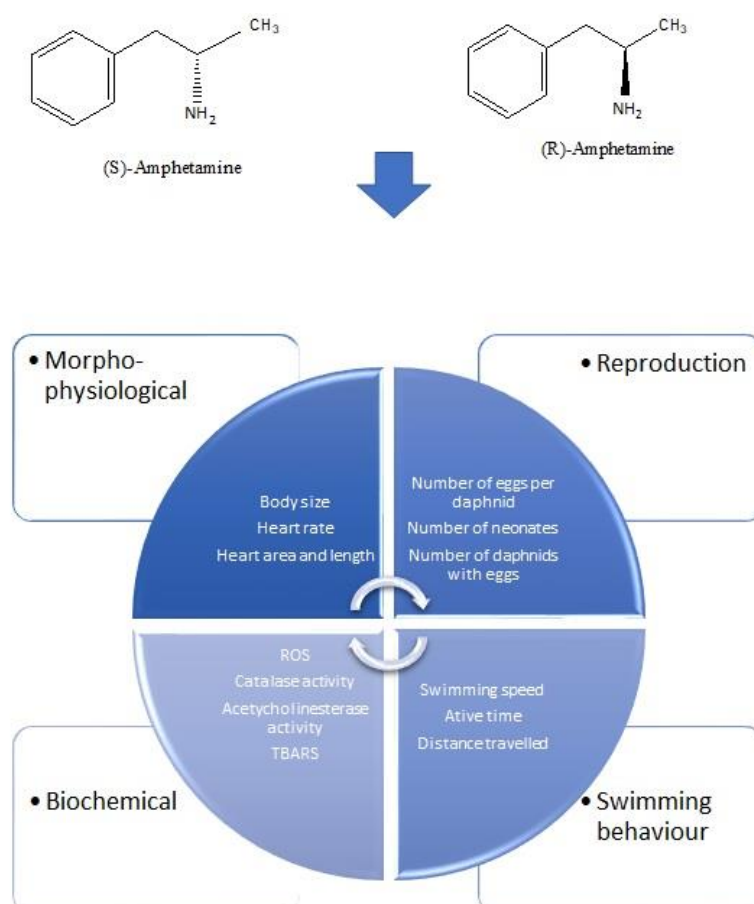 CH3
NH2
(S)-Amphetamine
CH3
NH2
(R)-Amphetamine
• Morpho-
physiological
• Reproduction
Body size
Heart rate
Heart area and length
Number of eggs per
daphnid
Number of neonates
Number of daphnids
with eggs
ROS
Catalase activity
Acetycholinesterase
activity
TBARS
Swimming speed
Ative time
Distance travelled
• Biochemical
• Swimming
behaviour